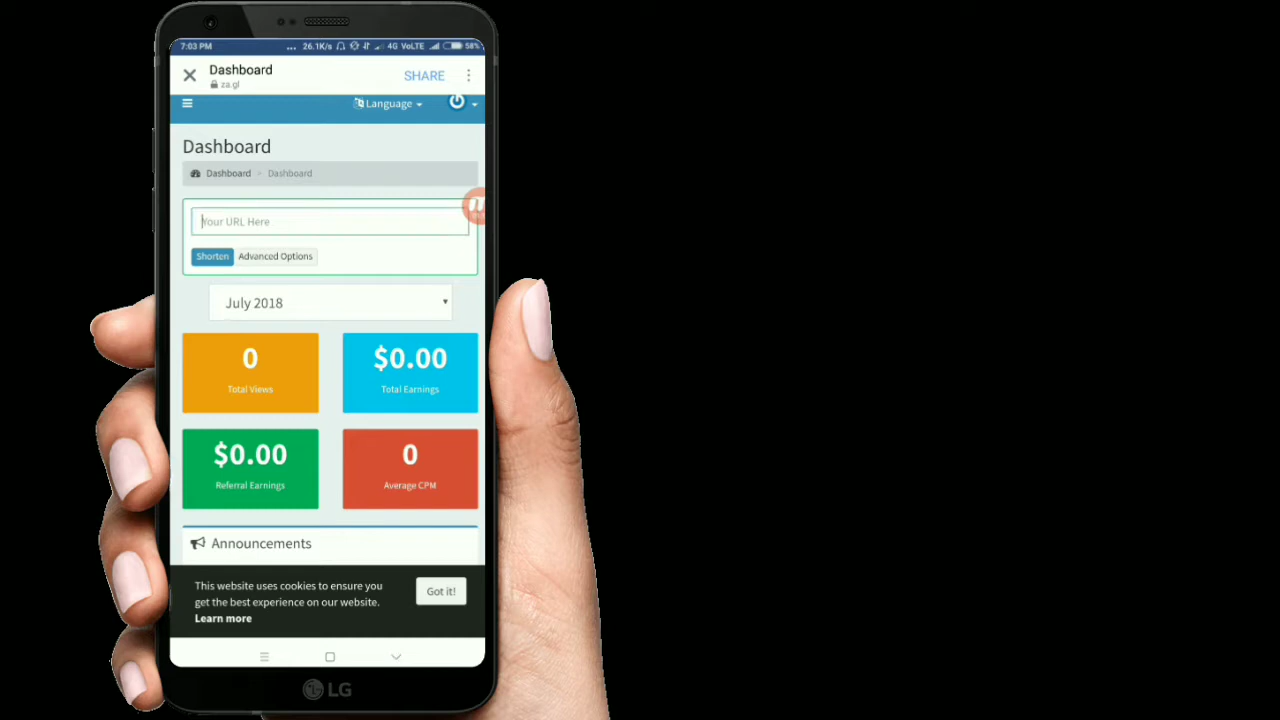 7:03 PM
... 26.1K/s 4G VoLTE 58%
Dashboard
SHARE
za.gl
Language
Dashboard
Dashboard > Dashboard
Your URL Here
Shorten
Advanced Options
July 2018
0
Total Views
$0.00
Total Earnings
$0.00
Referral Earnings
0
Average CPM
Announcements
This website uses cookies to ensure you
get the best experience on our website.
Learn more
Got it!
LG